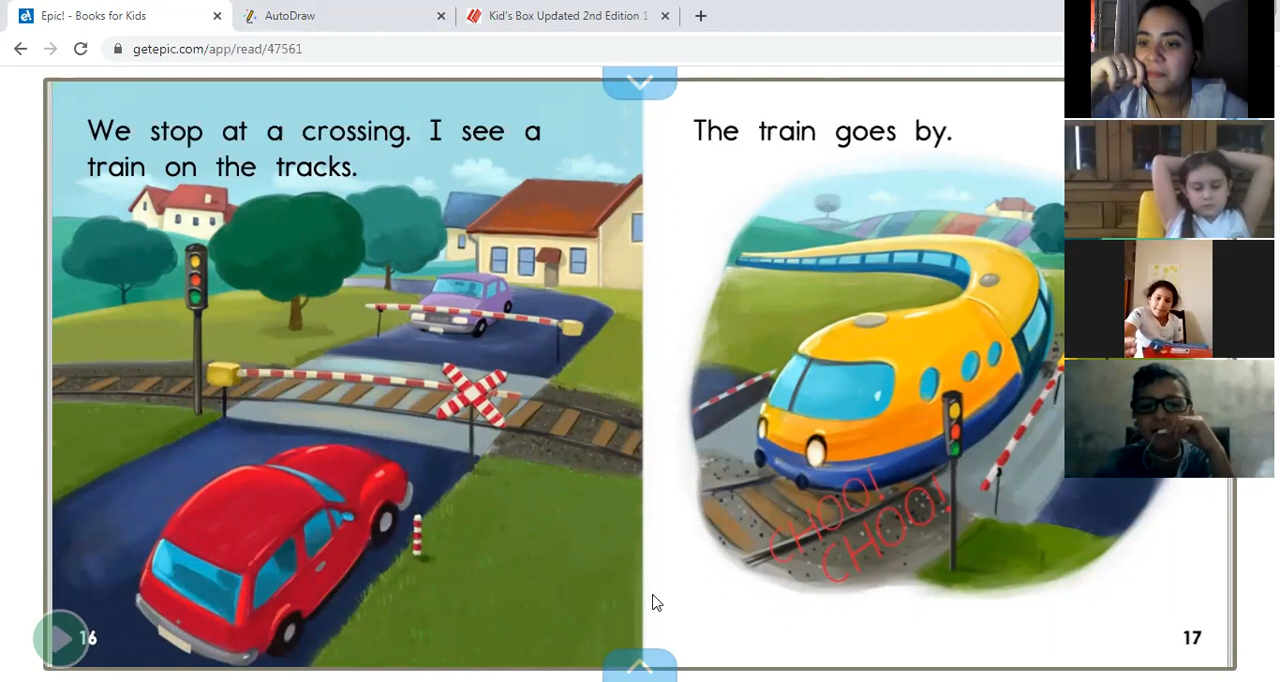 Epic! - Books for Kids
AutoDraw
Kid's Box Updated 2nd Edition 1
getepic.com/app/read/47561
We stop at a crossing. I see a
train on the tracks.
The train goes by.
CHOO!
CHOO!
16
17